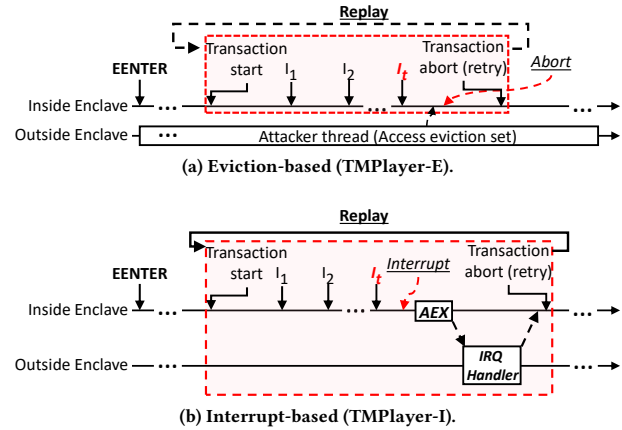 Replay
Transaction
start
I1
I2
It
Transaction
abort (retry)
Abort
EENTER
Inside Enclave
...
...
...
Outside Enclave
...
Attacker thread (Access eviction set)
(a) Eviction-based (TMPlayer-E).
Replay
Transaction
start
I1
I2
It
Interrupt
Transaction
abort (retry)
EENTER
Inside Enclave
...
...
AEX
...
Outside Enclave
...
IRQ
Handler
...
(b) Interrupt-based (TMPlayer-I).